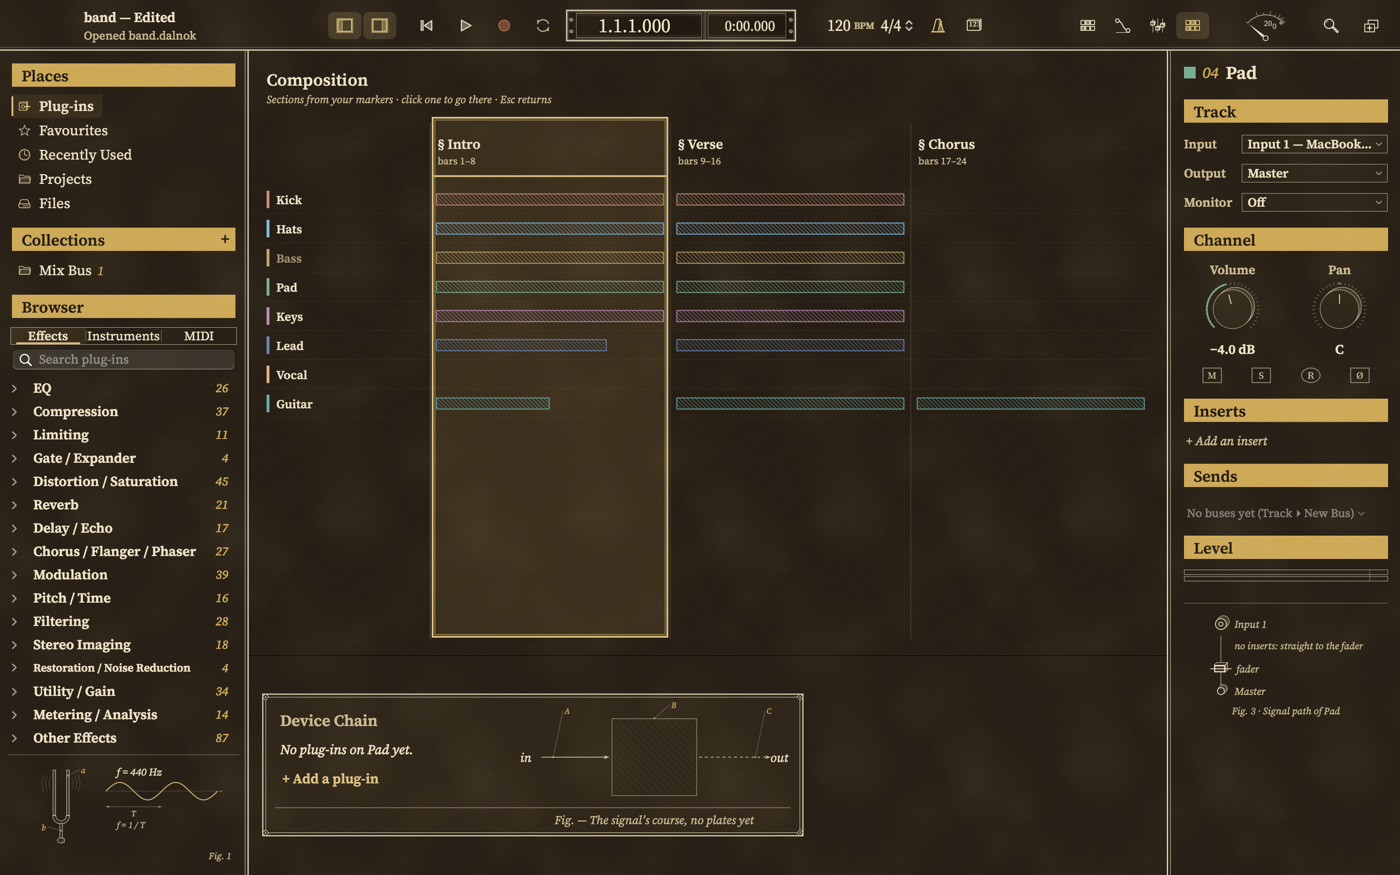 band — Edited
Opened band.dalnok
1.1.1.000
0:00.000
120 BPM 4/4
123
20
Places
Plug-ins
Favourites
Recently Used
Projects
Files
Collections +
Mix Bus 1
Browser
Effects Instruments MIDI
Search plug-ins
EQ 26
Compression 37
Limiting 11
Gate / Expander 4
Distortion / Saturation 45
Reverb 21
Delay / Echo 17
Chorus / Flanger / Phaser 27
Modulation 39
Pitch / Time 16
Filtering 28
Stereo Imaging 18
Restoration / Noise Reduction 4
Utility / Gain 34
Metering / Analysis 14
Other Effects 87
a
f = 440 Hz
T
b
f = 1 / T
Fig. 1
Composition
Sections from your markers · click one to go there · Esc returns
§ Intro
bars 1–8
§ Verse
bars 9–16
§ Chorus
bars 17–24
Kick
Hats
Bass
Pad
Keys
Lead
Vocal
Guitar
Device Chain
No plug-ins on Pad yet.
+ Add a plug-in
A
B
C
in
out
Fig. — The signal's course, no plates yet
04 Pad
Track
Input Input 1 — MacBook...
Output Master
Monitor Off
Channel
Volume Pan
−4.0 dB C
M S R Ø
Inserts
+ Add an insert
Sends
No buses yet (Track ▸ New Bus)
Level
Input 1
no inserts: straight to the fader
fader
Master
Fig. 3 · Signal path of Pad